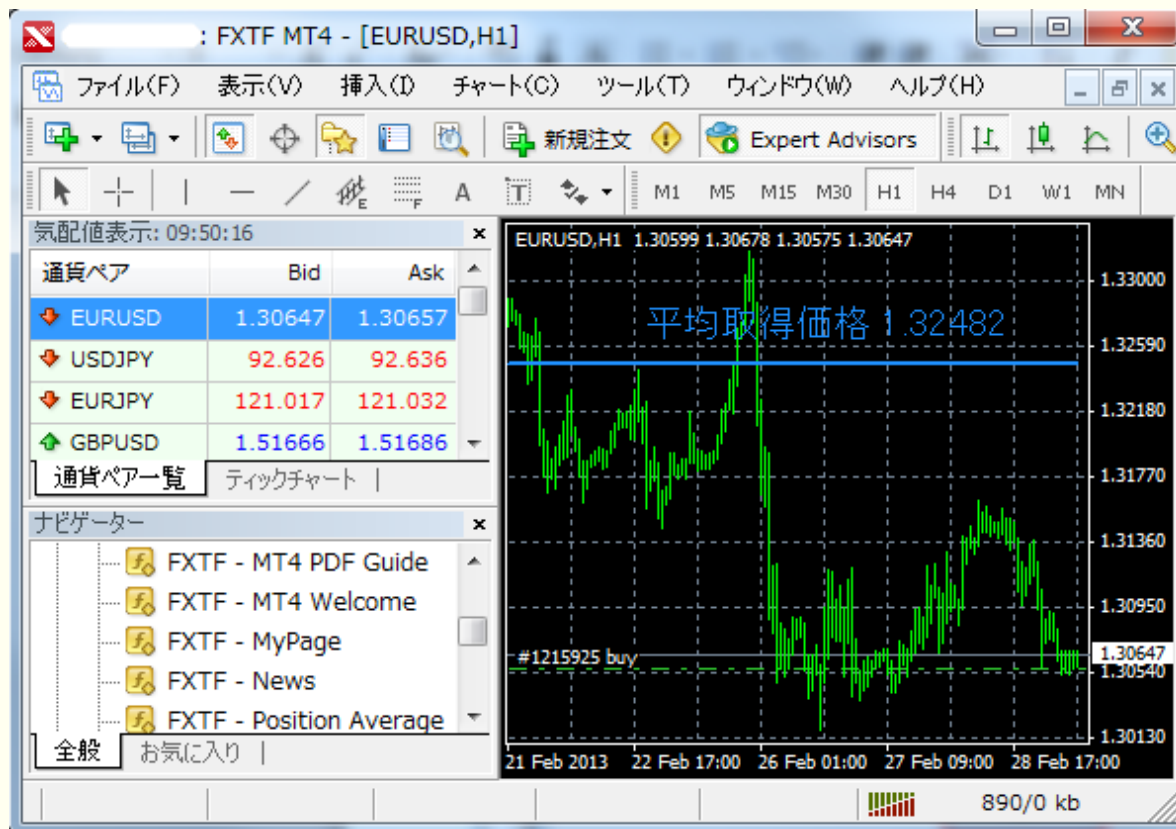 : FXTF MT4 - [EURUSD,H1]
ファイル(F) 表示(V) 挿入(I) チャート(C) ツール(T) ウィンドウ(W) ヘルプ(H)
新規注文 Expert Advisors
E F A T M1 M5 M15 M30 H1 H4 D1 W1 MN
気配値表示: 09:50:16
通貨ペア Bid Ask
EURUSD 1.30647 1.30657
USDJPY 92.626 92.636
EURJPY 121.017 121.032
GBPUSD 1.51666 1.51686
通貨ペア一覧 ティックチャート
ナビゲーター
FXTF - MT4 PDF Guide
FXTF - MT4 Welcome
FXTF - MyPage
FXTF - News
FXTF - Position Average
全般 お気に入り
EURUSD,H1 1.30599 1.30678 1.30575 1.30647
平均取得価格 1.32482
#1215925 buy
1.33000
1.32590
1.32180
1.31770
1.31360
1.30950
1.30647
1.30540
1.30130
21 Feb 2013 22 Feb 17:00 26 Feb 01:00 27 Feb 09:00 28 Feb 17:00
890/0 kb